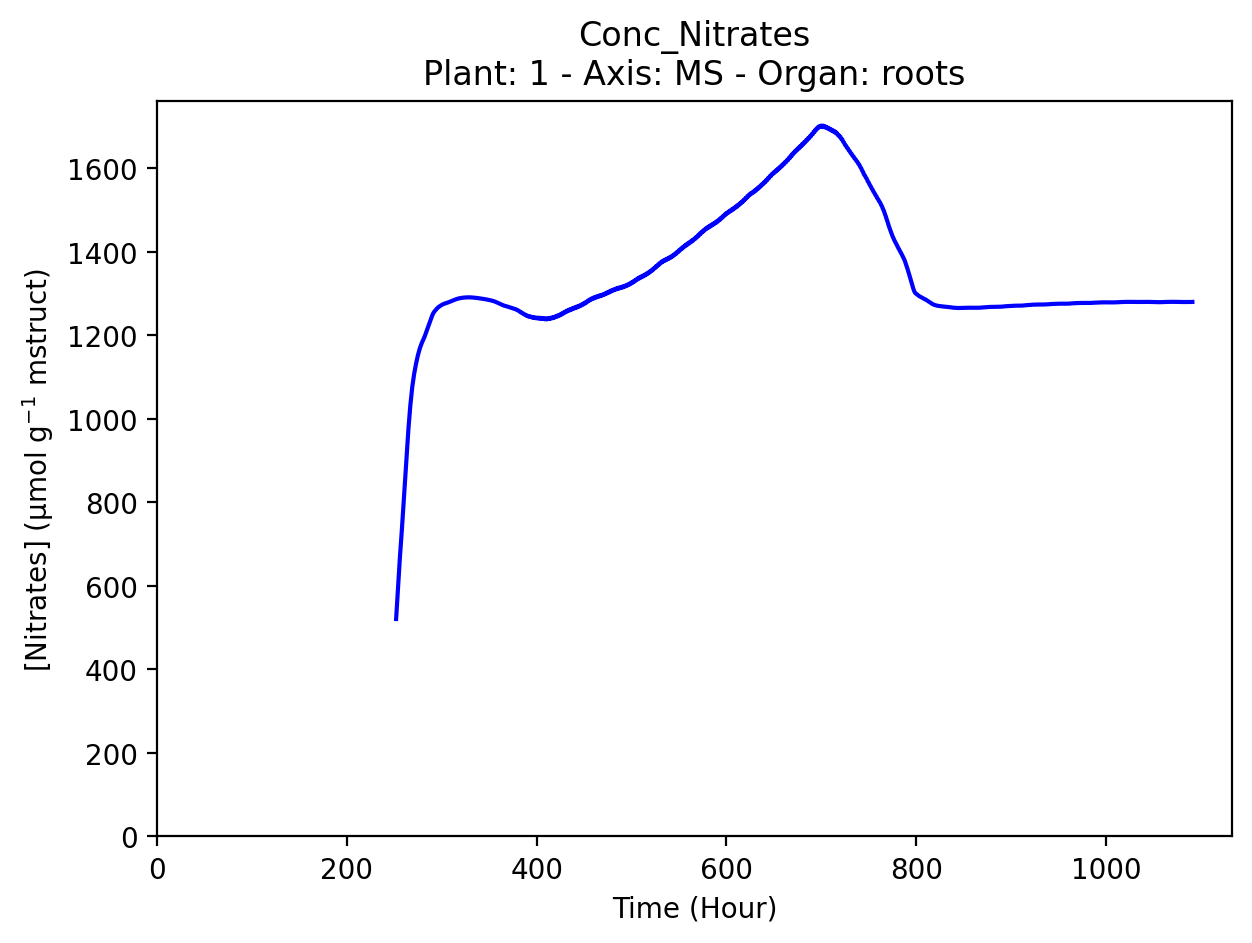 Conc_Nitrates
Plant: 1 - Axis: MS - Organ: roots
1600
1400
1200
1000
800
600
400
200
0
[Nitrates] (µmol g⁻¹ mstruct)
0 200 400 600 800 1000
Time (Hour)